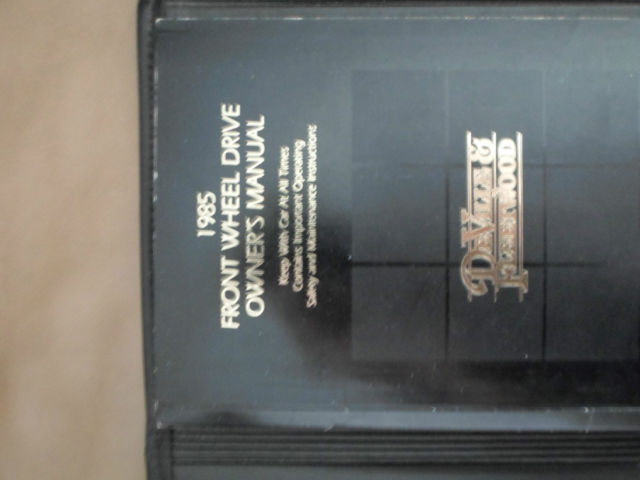 1985
FRONT WHEEL DRIVE
OWNER'S MANUAL
Keep With Car At All Times
Contains Important Operating
Safety and Maintenance Instructions
DEVILLE &
FLEETWOOD